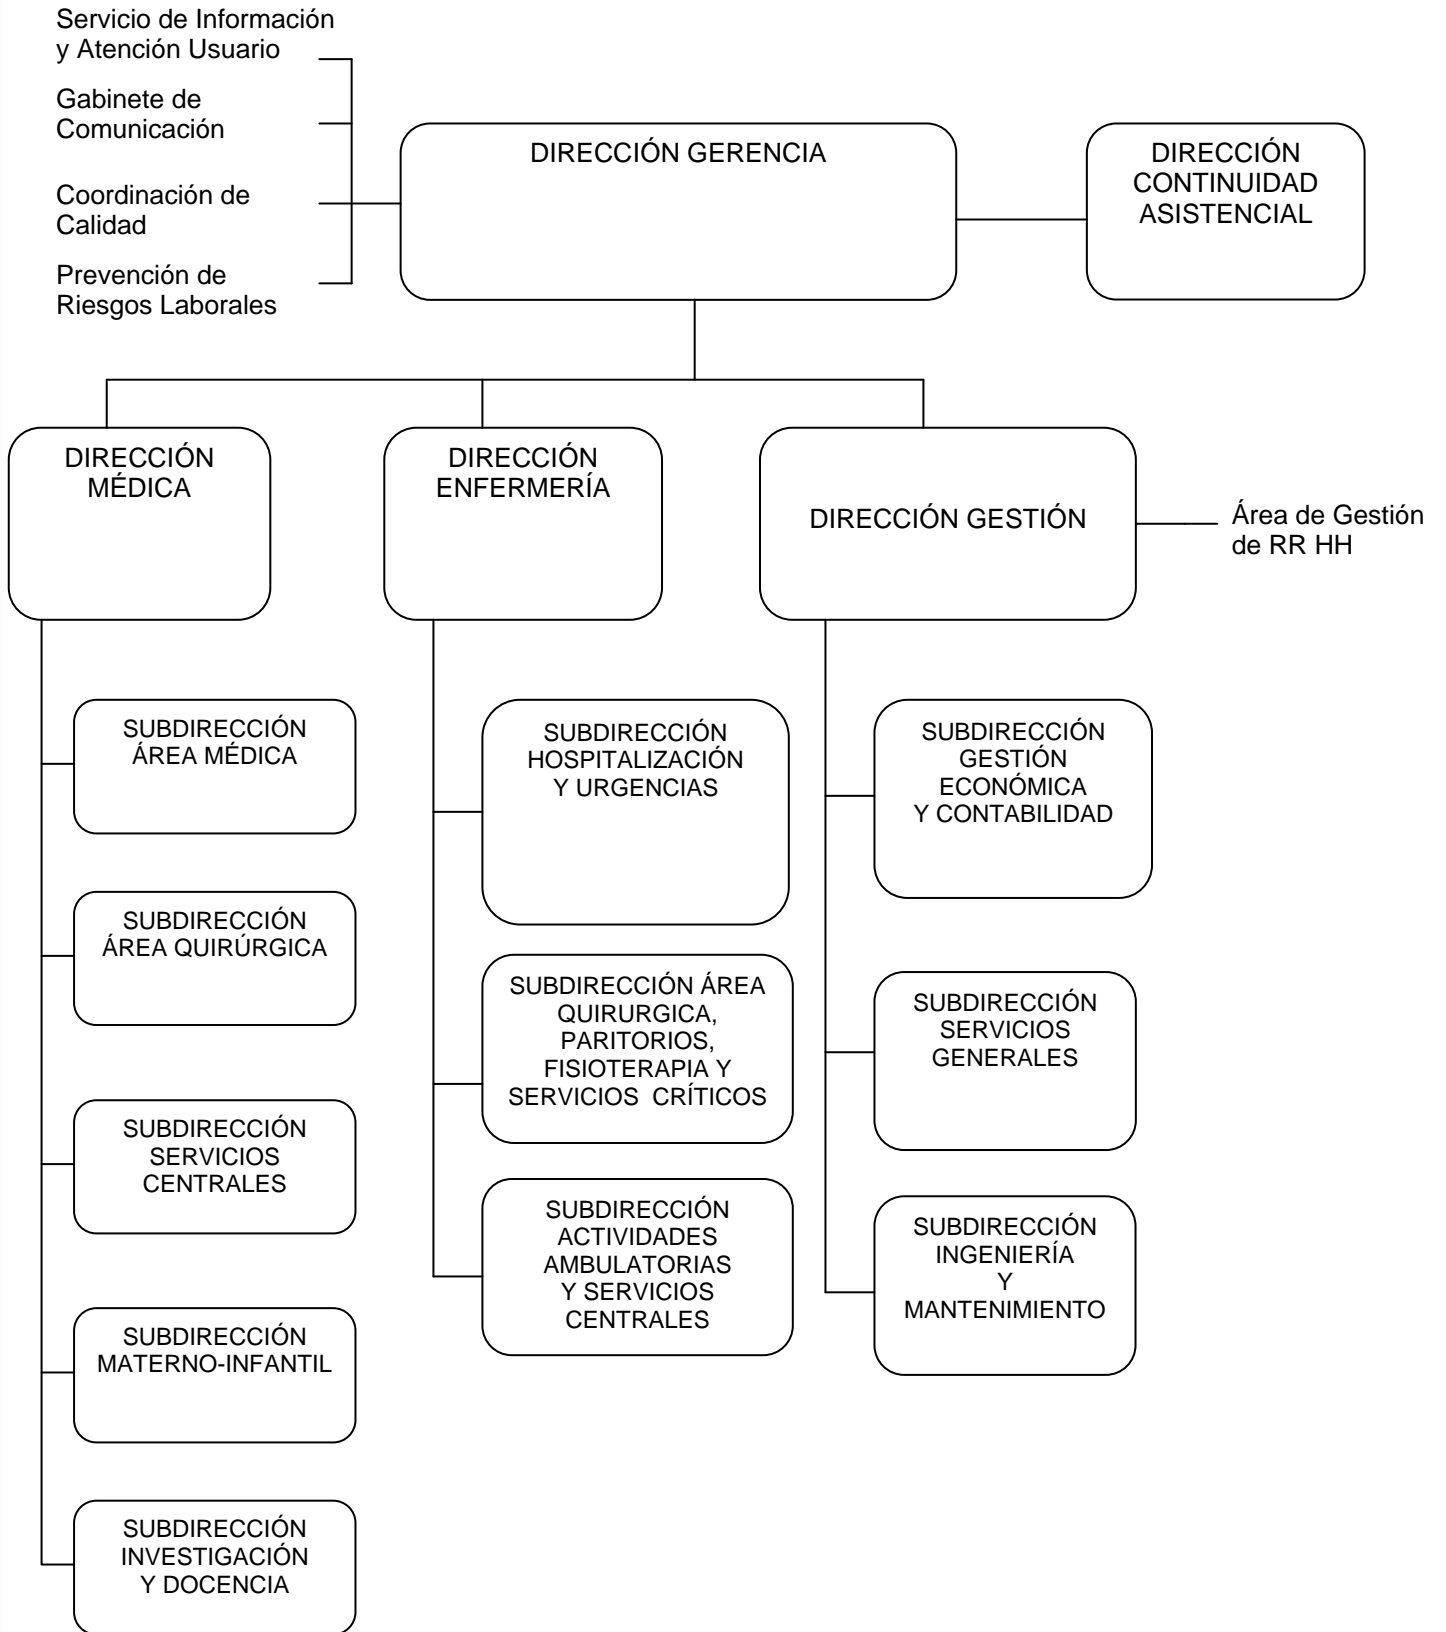 Servicio de Información
y Atención Usuario
Gabinete de
Comunicación
Coordinación de
Calidad
Prevención de
Riesgos Laborales
DIRECCIÓN GERENCIA
DIRECCIÓN
CONTINUIDAD
ASISTENCIAL
DIRECCIÓN
MÉDICA
DIRECCIÓN
ENFERMERÍA
DIRECCIÓN GESTIÓN
Área de Gestión
de RR HH
SUBDIRECCIÓN
ÁREA MÉDICA
SUBDIRECCIÓN
ÁREA QUIRÚRGICA
SUBDIRECCIÓN
SERVICIOS
CENTRALES
SUBDIRECCIÓN
MATERNO-INFANTIL
SUBDIRECCIÓN
INVESTIGACIÓN
Y DOCENCIA
SUBDIRECCIÓN
HOSPITALIZACIÓN
Y URGENCIAS
SUBDIRECCIÓN ÁREA
QUIRURGICA,
PARITORIOS,
FISIOTERAPIA Y
SERVICIOS CRÍTICOS
SUBDIRECCIÓN
ACTIVIDADES
AMBULATORIAS
Y SERVICIOS
CENTRALES
SUBDIRECCIÓN
GESTIÓN
ECONÓMICA
Y CONTABILIDAD
SUBDIRECCIÓN
SERVICIOS
GENERALES
SUBDIRECCIÓN
INGENIERÍA
Y
MANTENIMIENTO